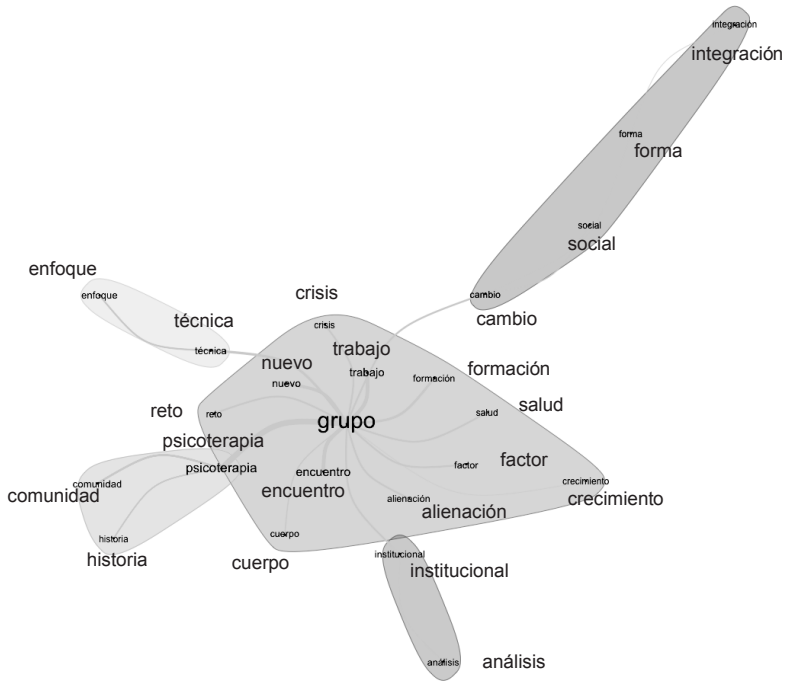 integración
integración
forma
forma
social
social
enfoque
enfoque
cambio
cambio
crisis
crisis
técnica
técnica
trabajo
trabajo
nuevo
nuevo
formación
formación
salud
salud
reto
reto
grupo
psicoterapia
psicoterapia
encuentro
encuentro
factor
factor
crecimiento
crecimiento
comunidad
comunidad
alienación
alienación
historia
historia
cuerpo
cuerpo
institucional
institucional
análisis
análisis